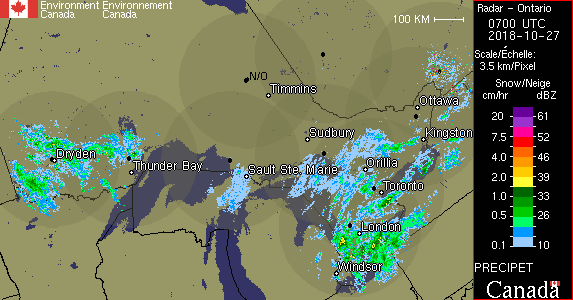 Environment Environnement
Canada Canada
100 KM
N/O
Timmins
Ottawa
Sudbury
Kingston
Dryden
Thunder Bay
Sault Ste. Marie
Orillia
Toronto
London
Windsor
Radar - Ontario
0700 UTC
2018-10-27
Scale/Échelle:
3.5 km/Pixel
Snow/Neige
cm/hr dBZ
20 61
7.5 52
4.0 46
2.0 39
1.0 33
0.5 26
0.1 10
PRECIPET
Canada